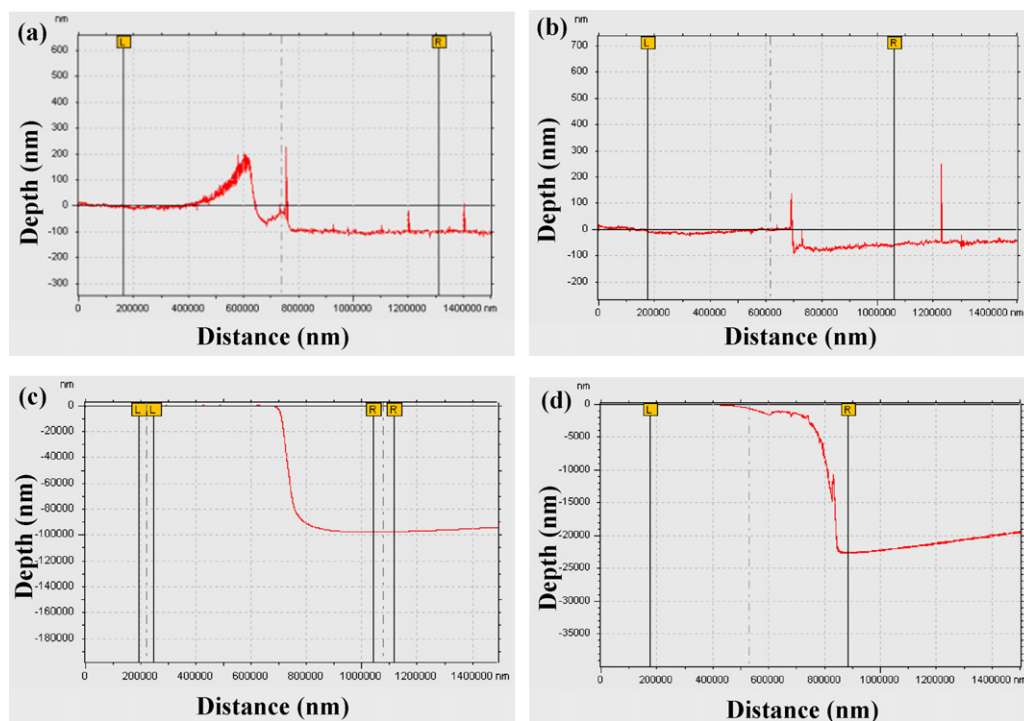 (a)
nm
L R
600
500
400
300
200
100
0
-100
-200
-300
0 200000 400000 600000 800000 1000000 1200000 1400000 nm
Depth (nm)
Distance (nm)
(b)
nm
L R
700
600
500
400
300
200
100
0
-100
-200
0 200000 400000 600000 800000 1000000 1200000 1400000 nm
Depth (nm)
Distance (nm)
(c)
nm
L L R R
0
-20000
-40000
-60000
-80000
-100000
-120000
-140000
-160000
-180000
0 200000 400000 600000 800000 1000000 1200000 1400000 nm
Depth (nm)
Distance (nm)
(d)
nm
L R
0
-5000
-10000
-15000
-20000
-25000
-30000
-35000
0 200000 400000 600000 800000 1000000 1200000 1400000 nm
Depth (nm)
Distance (nm)